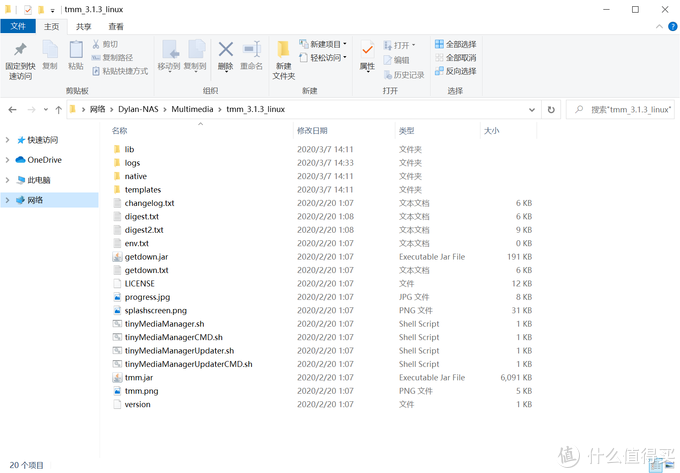 tmm_3.1.3_linux
文件 主页 共享 查看
固定到快速访问
复制
粘贴
剪切
复制路径
粘贴快捷方式
剪贴板
移动到
复制到
删除
重命名
组织
新建文件夹
新建项目
轻松访问
新建
属性
打开
编辑
历史记录
打开
全部选择
全部取消
反向选择
选择
网络 > Dylan-NAS > Multimedia > tmm_3.1.3_linux
搜索"tmm_3.1.3_linux"
快速访问
OneDrive
此电脑
网络
名称 修改日期 类型 大小
lib 2020/3/7 14:11 文件夹
logs 2020/3/7 14:33 文件夹
native 2020/3/7 14:11 文件夹
templates 2020/3/7 14:11 文件夹
changelog.txt 2020/2/20 1:07 文本文档 6 KB
digest.txt 2020/2/20 1:08 文本文档 6 KB
digest2.txt 2020/2/20 1:08 文本文档 9 KB
env.txt 2020/2/20 1:07 文本文档 0 KB
getdown.jar 2020/2/20 1:07 Executable Jar File 191 KB
getdown.txt 2020/2/20 1:07 文本文档 6 KB
LICENSE 2020/2/20 1:07 文件 12 KB
progress.jpg 2020/2/20 1:07 JPG 文件 8 KB
splashscreen.png 2020/2/20 1:07 PNG 文件 31 KB
tinyMediaManager.sh 2020/2/20 1:07 Shell Script 1 KB
tinyMediaManagerCMD.sh 2020/2/20 1:07 Shell Script 1 KB
tinyMediaManagerUpdater.sh 2020/2/20 1:07 Shell Script 1 KB
tinyMediaManagerUpdaterCMD.sh 2020/2/20 1:07 Shell Script 1 KB
tmm.jar 2020/2/20 1:07 Executable Jar File 6,091 KB
tmm.png 2020/2/20 1:07 PNG 文件 5 KB
version 2020/2/20 1:07 文件 1 KB
20 个项目
值 什么值得买